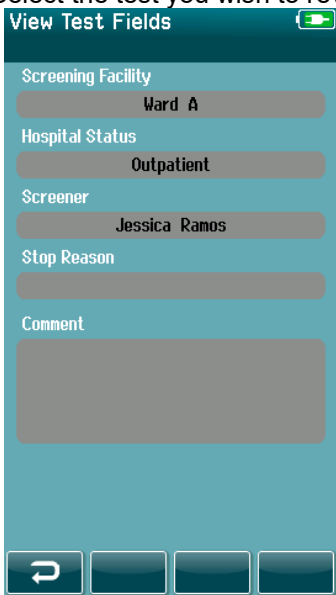 View Test Fields
Screening Facility
Ward A
Hospital Status
Outpatient
Screener
Jessica Ramos
Stop Reason
Comment